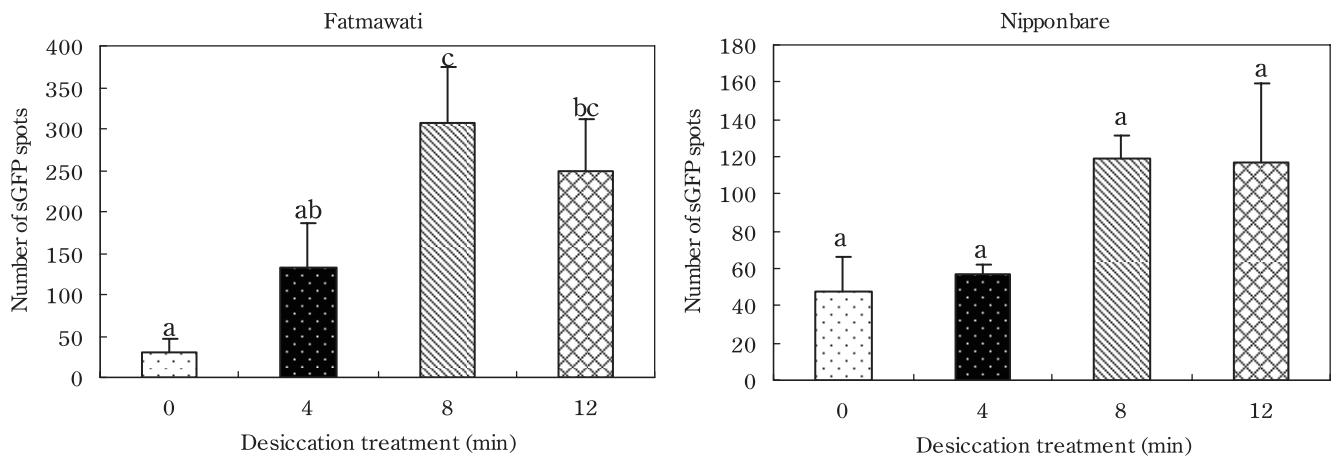 Fatmawati
Number of sGFP spots
400
350
300
250
200
150
100
50
0
a
ab
c
bc
0 4 8 12
Desiccation treatment (min)
Nipponbare
Number of sGFP spots
180
160
140
120
100
80
60
40
20
0
a
a
a
a
0 4 8 12
Desiccation treatment (min)